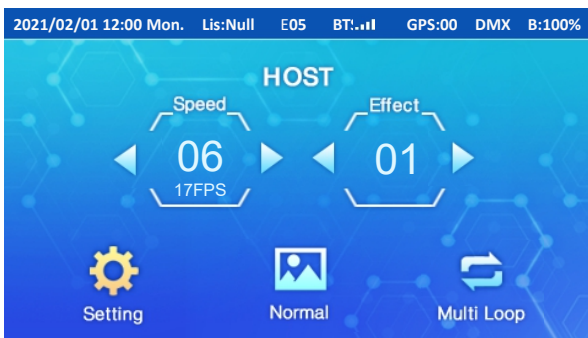 2021/02/01 12:00 Mon. Lis:Null E05 BT: GPS:00 DMX B:100%
HOST
Speed Effect
06 01
17FPS
Setting Normal Multi Loop